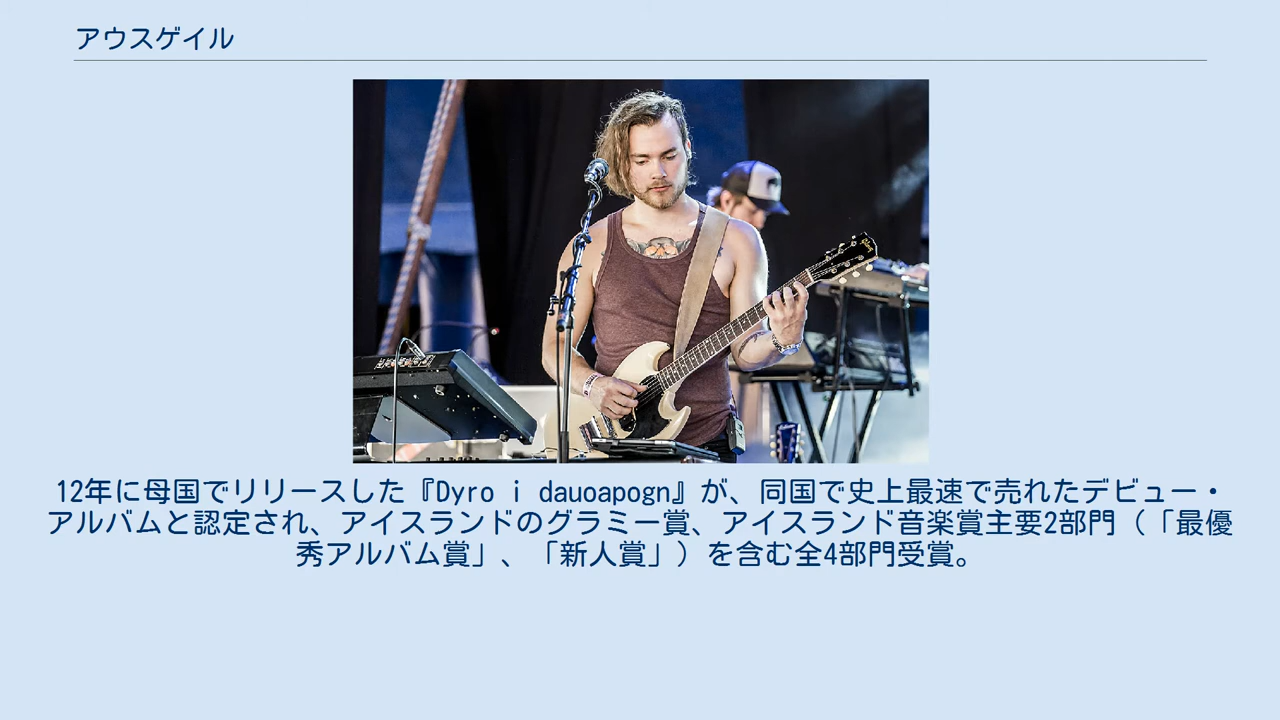 アウスゲイル
12年に母国でリリースした『Dyro i dauoapogn』が、同国で史上最速で売れたデビュー・
アルバムと認定され、アイスランドのグラミー賞、アイスランド音楽賞主要2部門（「最優
秀アルバム賞」、「新人賞」）を含む全4部門受賞。